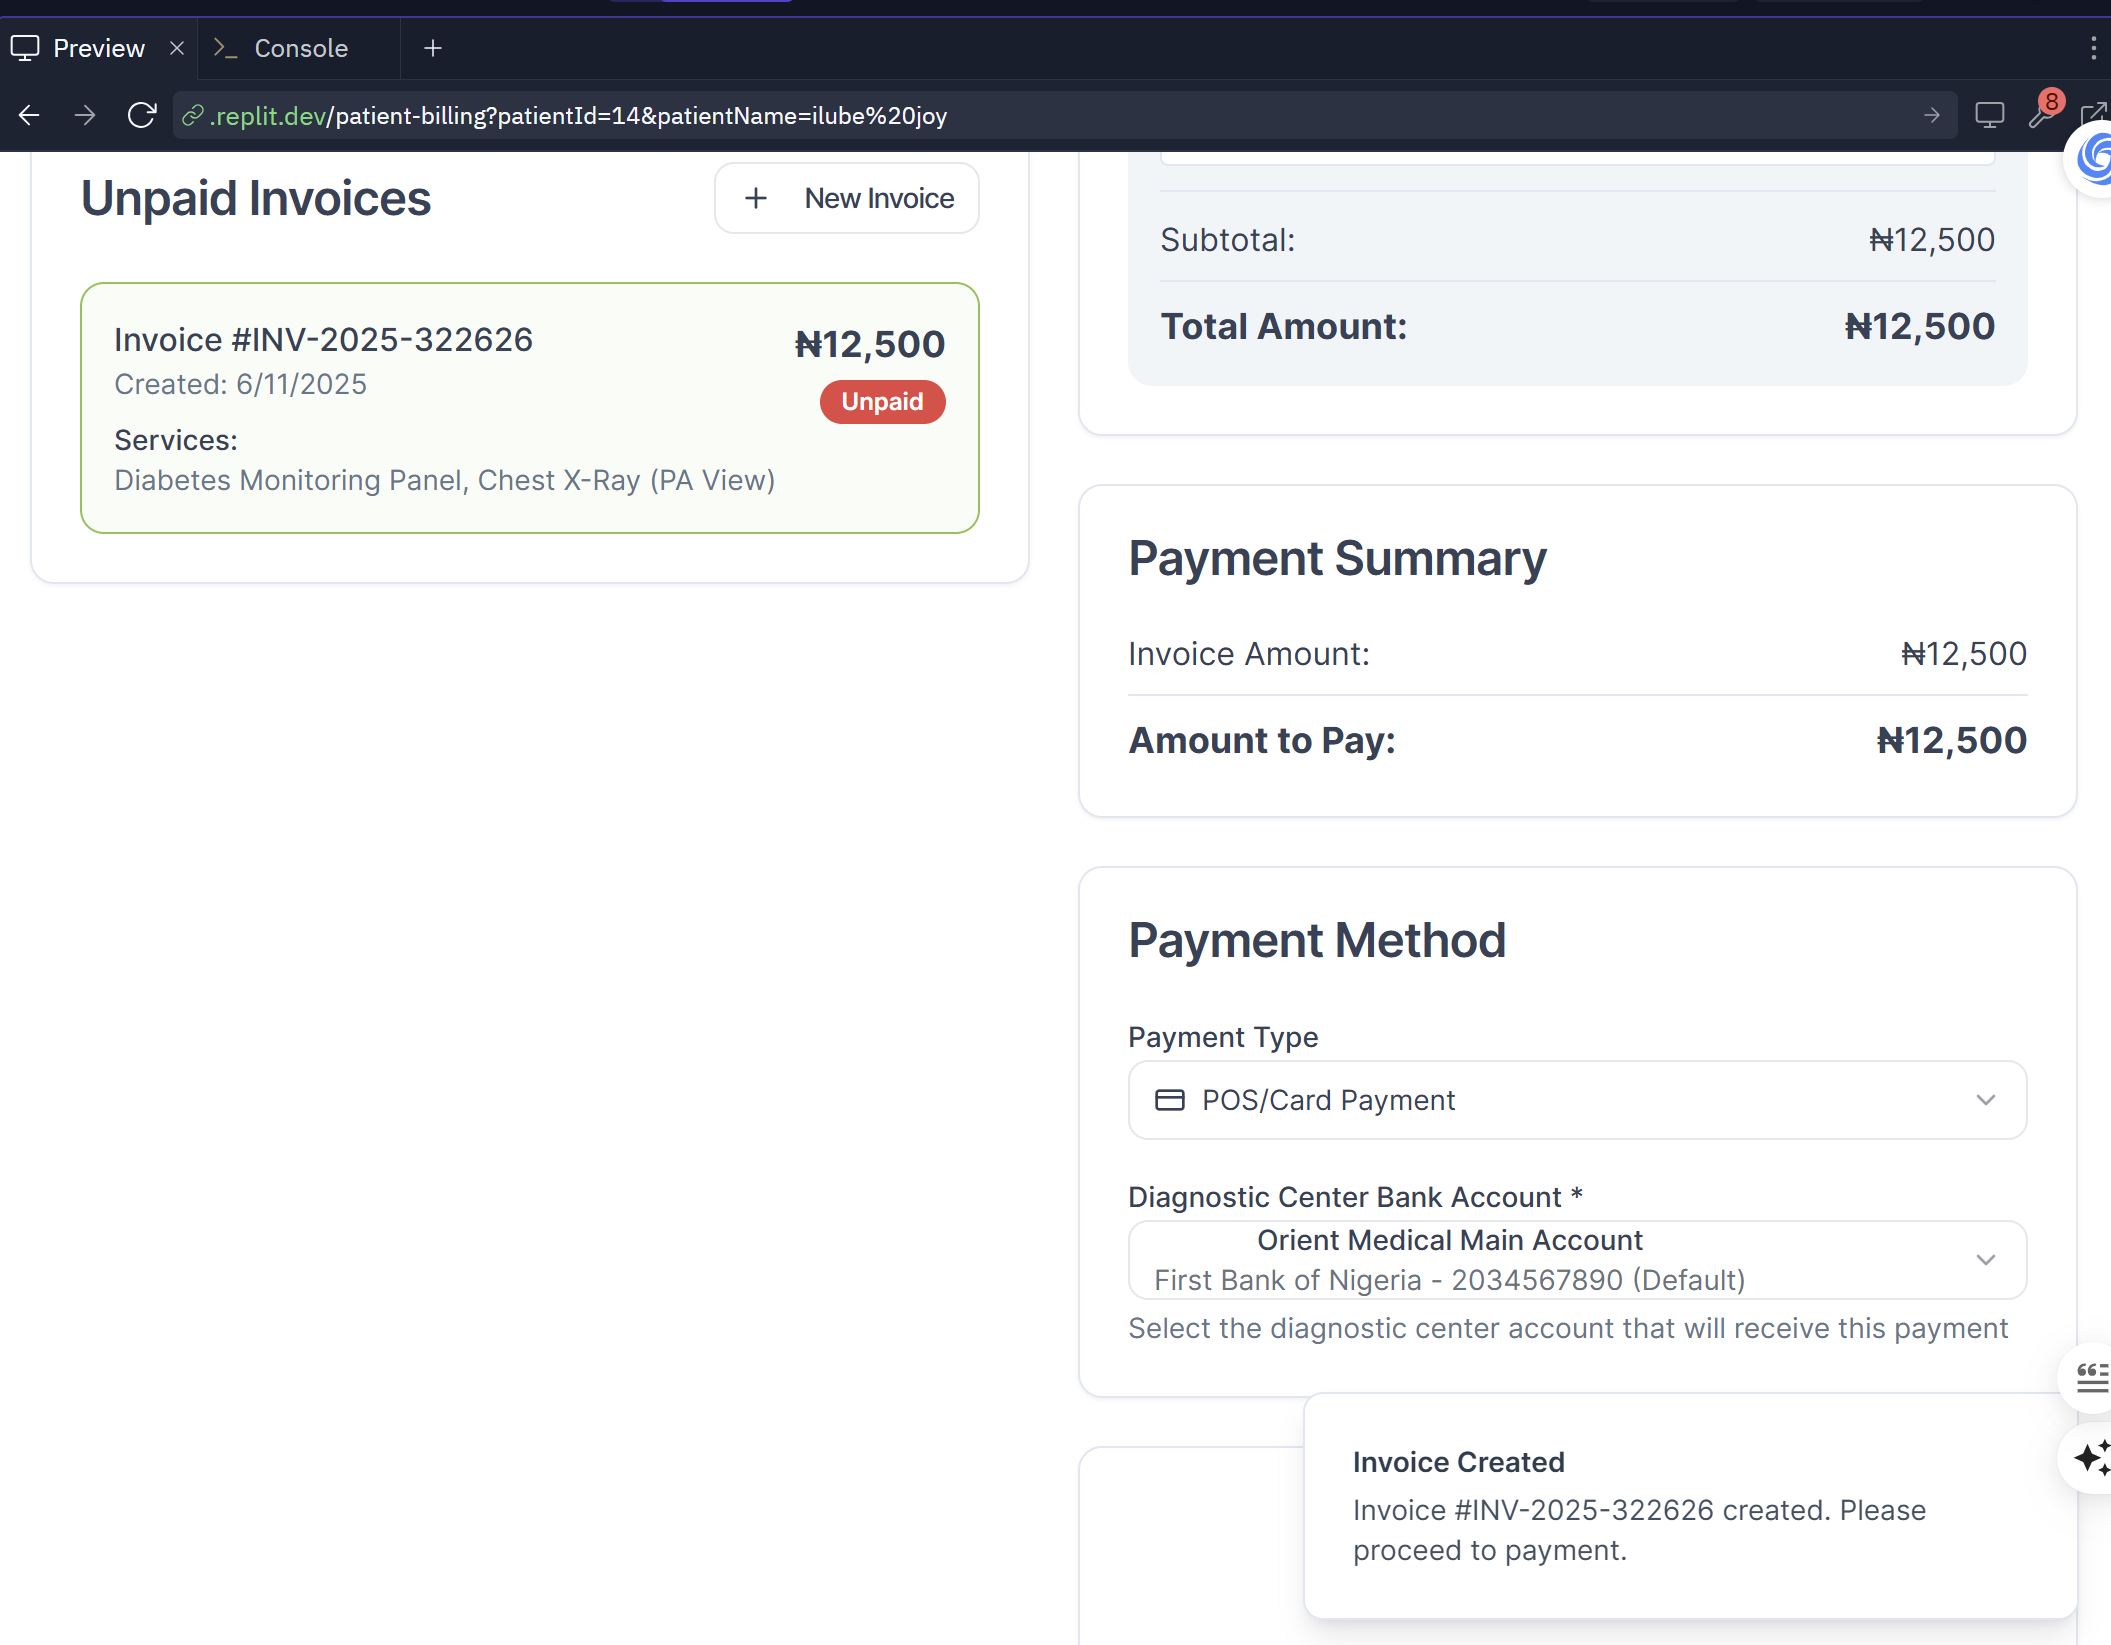 Preview
Console
.replit.dev/patient-billing?patientId=14&patientName=ilube%20joy
8
Unpaid Invoices
New Invoice
Invoice #INV-2025-322626
₦12,500
Created: 6/11/2025
Unpaid
Services:
Diabetes Monitoring Panel, Chest X-Ray (PA View)
Subtotal:
₦12,500
Total Amount:
₦12,500
Payment Summary
Invoice Amount:
₦12,500
Amount to Pay:
₦12,500
Payment Method
Payment Type
POS/Card Payment
Diagnostic Center Bank Account *
Orient Medical Main Account
First Bank of Nigeria - 2034567890 (Default)
Select the diagnostic center account that will receive this payment
Invoice Created
Invoice #INV-2025-322626 created. Please
proceed to payment.